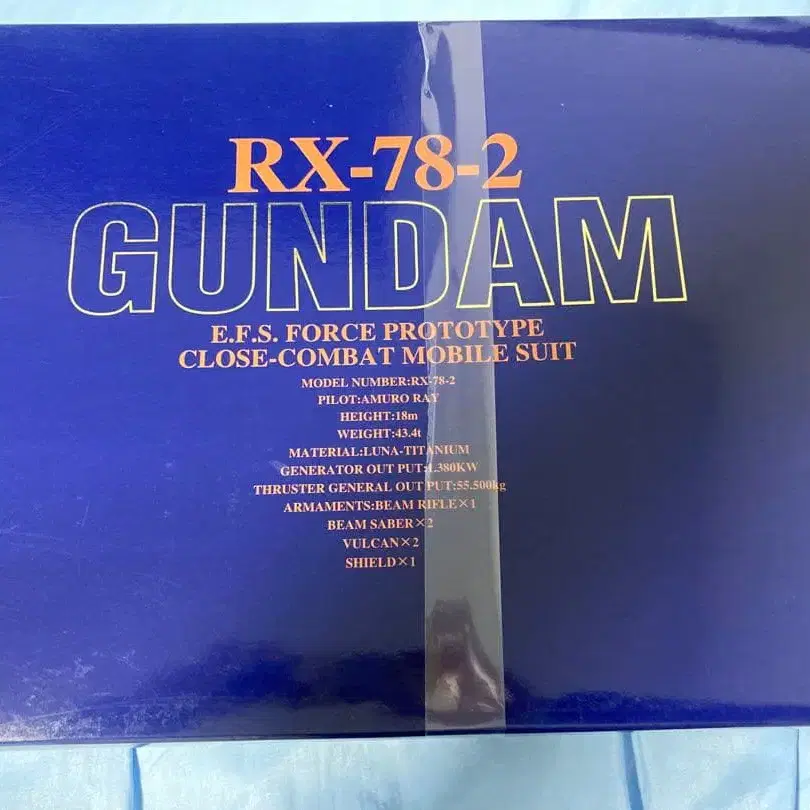 RX-78-2
GUNDAM
E.F.S. FORCE PROTOTYPE
CLOSE-COMBAT MOBILE SUIT
MODEL NUMBER:RX-78-2
PILOT:AMURO RAY
HEIGHT:18m
WEIGHT:43.4t
MATERIAL:LUNA-TITANIUM
GENERATOR OUT PUT:1.380KW
THRUSTER GENERAL OUT PUT:55.500kg
ARMAMENTS:BEAM RIFLE×1
BEAM SABER×2
VULCAN×2
SHIELD×1